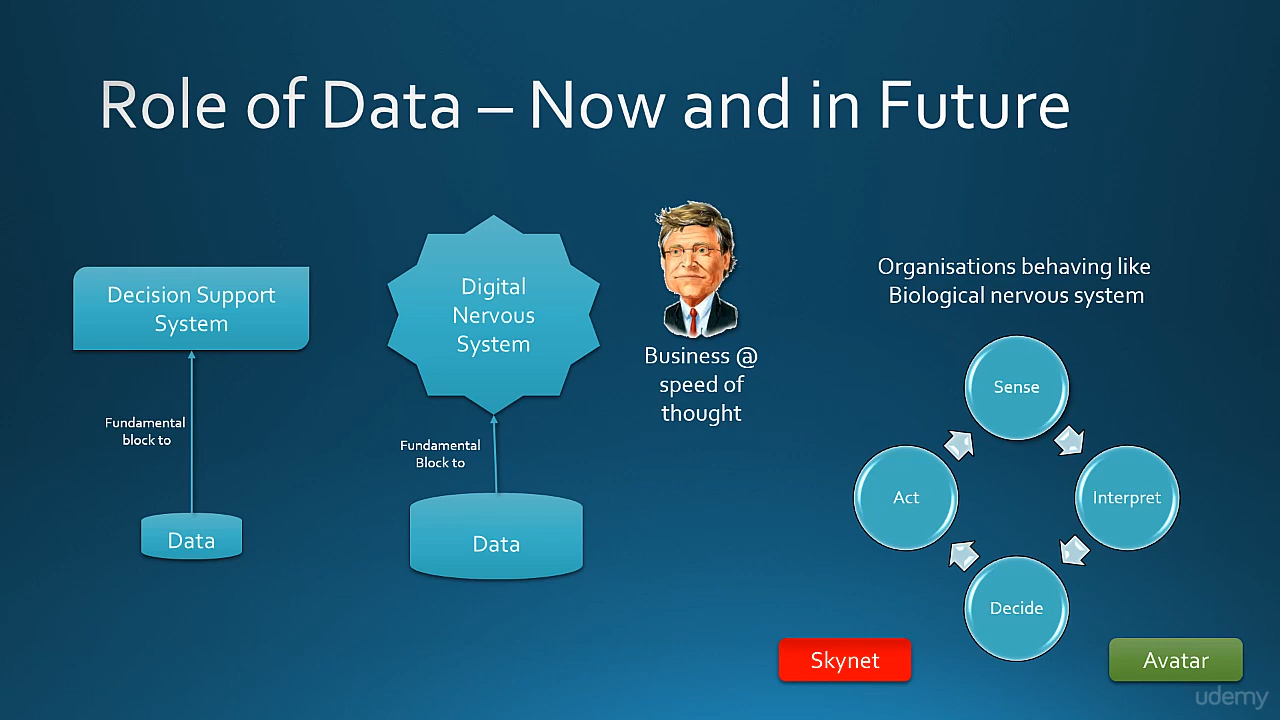 Role of Data – Now and in Future
Decision Support
System
Fundamental
block to
Data
Digital
Nervous
System
Fundamental
Block to
Data
Business @
speed of
thought
Organisations behaving like
Biological nervous system
Sense
Interpret
Decide
Act
Skynet
Avatar
udemy